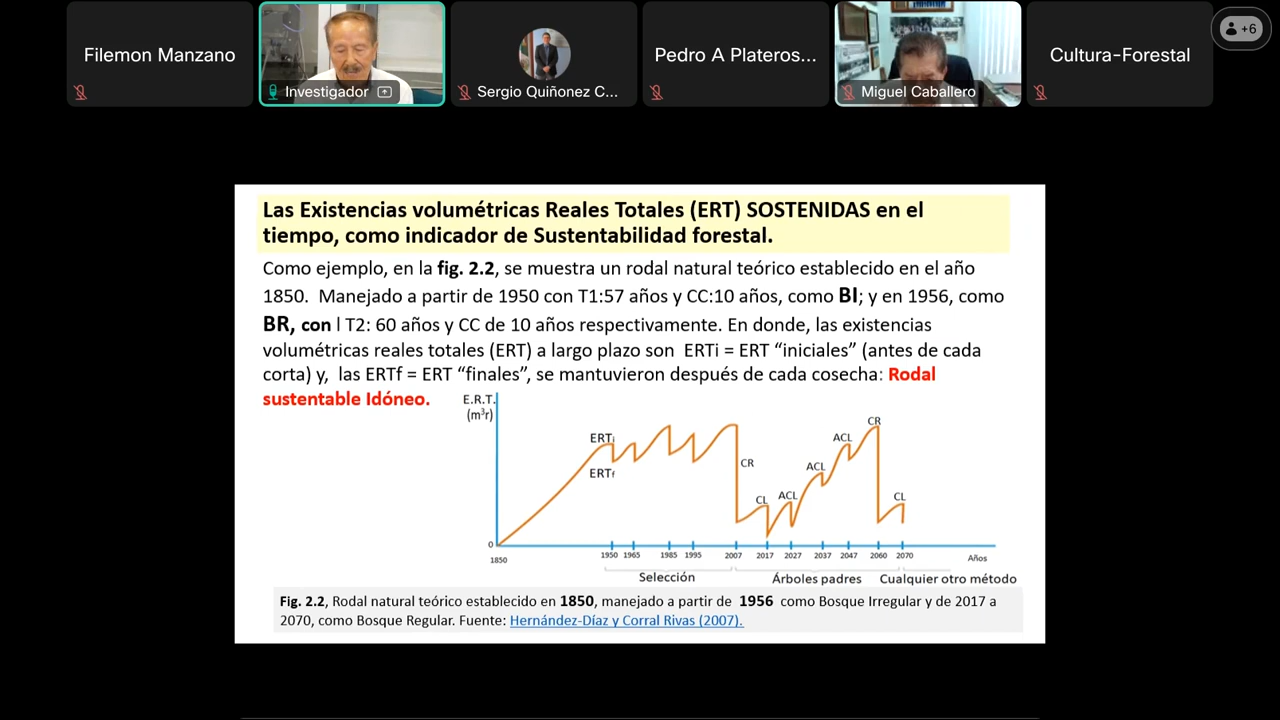 Filemon Manzano
Investigador
Sergio Quiñonez C...
Pedro A Plateros...
Miguel Caballero
Cultura-Forestal
+6
Las Existencias volumétricas Reales Totales (ERT) SOSTENIDAS en el
tiempo, como indicador de Sustentabilidad forestal.
Como ejemplo, en la fig. 2.2, se muestra un rodal natural teórico establecido en el año
1850. Manejado a partir de 1950 con T1:57 años y CC:10 años, como BI; y en 1956, como
BR, con l T2: 60 años y CC de 10 años respectivamente. En donde, las existencias
volumétricas reales totales (ERT) a largo plazo son ERTi = ERT “iniciales” (antes de cada
corta) y, las ERTf = ERT “finales”, se mantuvieron después de cada cosecha: Rodal
sustentable Idóneo.
E.R.T.
(m³r)
ERTi
ERTf
CR
CL
ACL
ACL
ACL
CR
CL
0
1850
1950 1965 1985 1995 2007 2017 2027 2037 2047 2060 2070 Años
Selección Árboles padres Cualquier otro método
Fig. 2.2, Rodal natural teórico establecido en 1850, manejado a partir de 1956 como Bosque Irregular y de 2017 a
2070, como Bosque Regular. Fuente: Hernández-Díaz y Corral Rivas (2007).